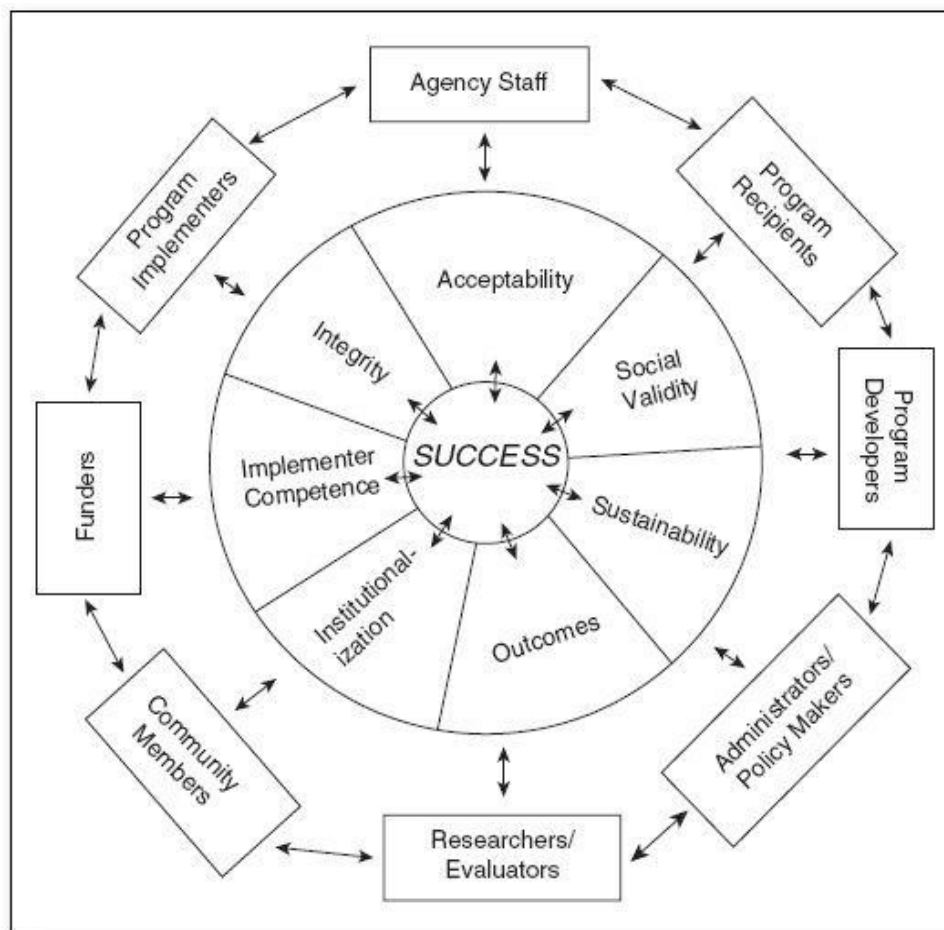 Agency Staff
Program
Implementers
Program
Recipients
Acceptability
Integrity
Social
Validity
Program
Developers
SUCCESS
Implementer
Competence
Funders
Sustainability
Institutional-
ization
Outcomes
Community
Members
Administrators/
Policy Makers
Researchers/
Evaluators